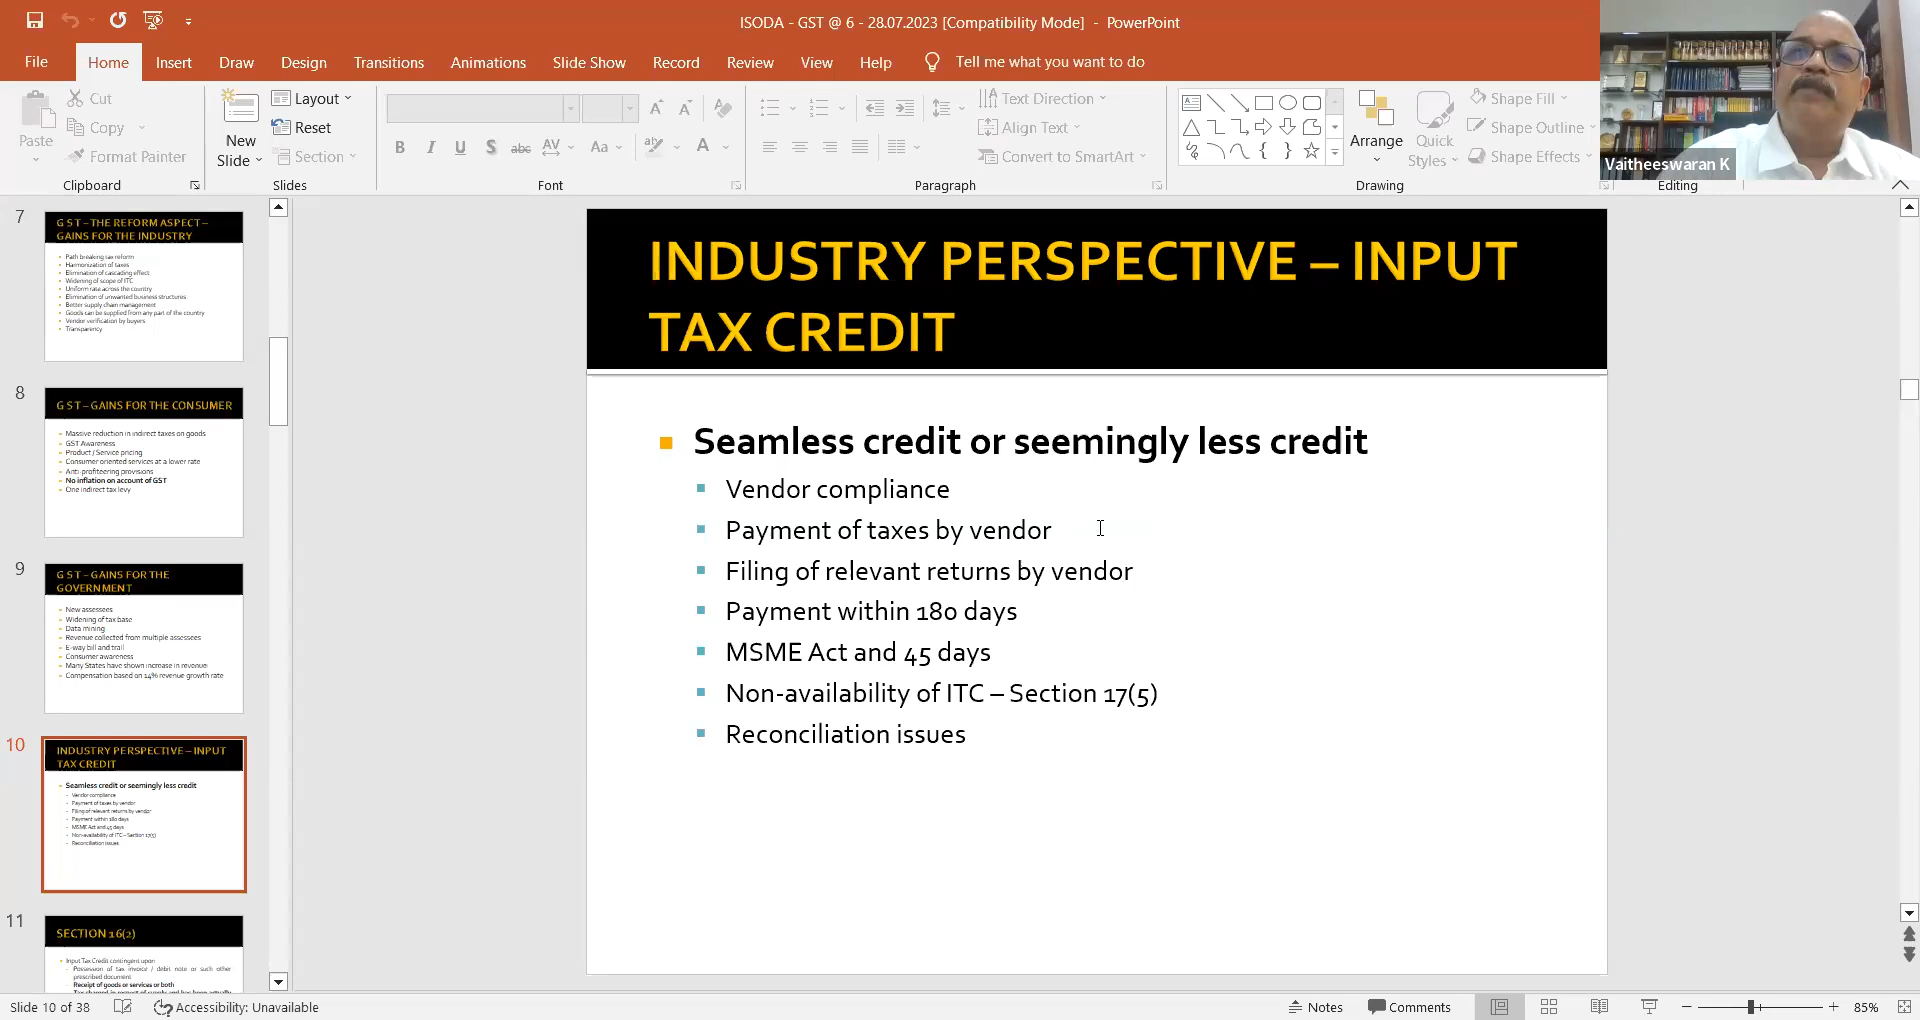 ISODA - GST @ 6 - 28.07.2023 [Compatibility Mode] - PowerPoint
File Home Insert Draw Design Transitions Animations Slide Show Record Review View Help Tell me what you want to do
Paste
Cut
Copy
Format Painter
Clipboard
New Slide
Layout
Reset
Section
Slides
B I U S abc AV Aa A
Font
Text Direction
Align Text
Convert to SmartArt
Paragraph
Arrange
Quick Styles
Shape Fill
Shape Outline
Shape Effects
Drawing
Editing
Vaitheeswaran K
7
G S T – THE REFORM ASPECT –
GAINS FOR THE INDUSTRY
Path breaking tax reform
Harmonization of taxes
Elimination of cascading effect
Widening of scope of ITC
Uniform rate across the country
Elimination of unwanted business structures
Better supply chain management
Goods can be supplied from any part of the country
Vendor verification by buyers
Transparency
8
G S T – GAINS FOR THE CONSUMER
Massive reduction in indirect taxes on goods
GST Awareness
Product / Service pricing
Consumer oriented services at a lower rate
Anti-profiteering provisions
No inflation on account of GST
One indirect tax levy
9
G S T – GAINS FOR THE
GOVERNMENT
New assessees
Widening of tax base
Data mining
Revenue collected from multiple assessees
E-way bill and trail
Consumer awareness
Many States have shown increase in revenue
Compensation based on 14% revenue growth rate
10
INDUSTRY PERSPECTIVE – INPUT
TAX CREDIT
Seamless credit or seemingly less credit
Vendor compliance
Payment of taxes by vendor
Filing of relevant returns by vendor
Payment within 180 days
MSME Act and 45 days
Non-availability of ITC – Section 17(5)
Reconciliation issues
11
SECTION 16(2)
Input Tax Credit contingent upon
Possession of tax invoice / debit note or such other
prescribed document
Receipt of goods or services or both
INDUSTRY PERSPECTIVE – INPUT
TAX CREDIT
Seamless credit or seemingly less credit
Vendor compliance
Payment of taxes by vendor
Filing of relevant returns by vendor
Payment within 180 days
MSME Act and 45 days
Non-availability of ITC – Section 17(5)
Reconciliation issues
Slide 10 of 38 Accessibility: Unavailable Notes Comments 85%